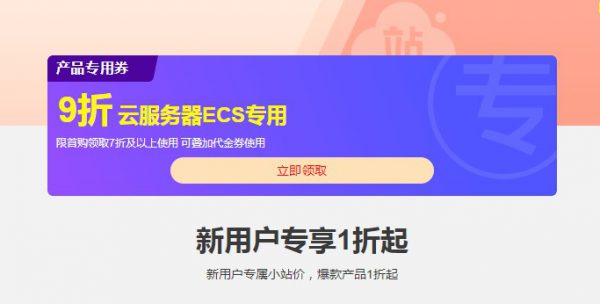 站
产品专用券
专
9折 云服务器ECS专用
限首购领取7折及以上使用 可叠加代金券使用
立即领取
新用户专享1折起
新用户专属小站价，爆款产品1折起